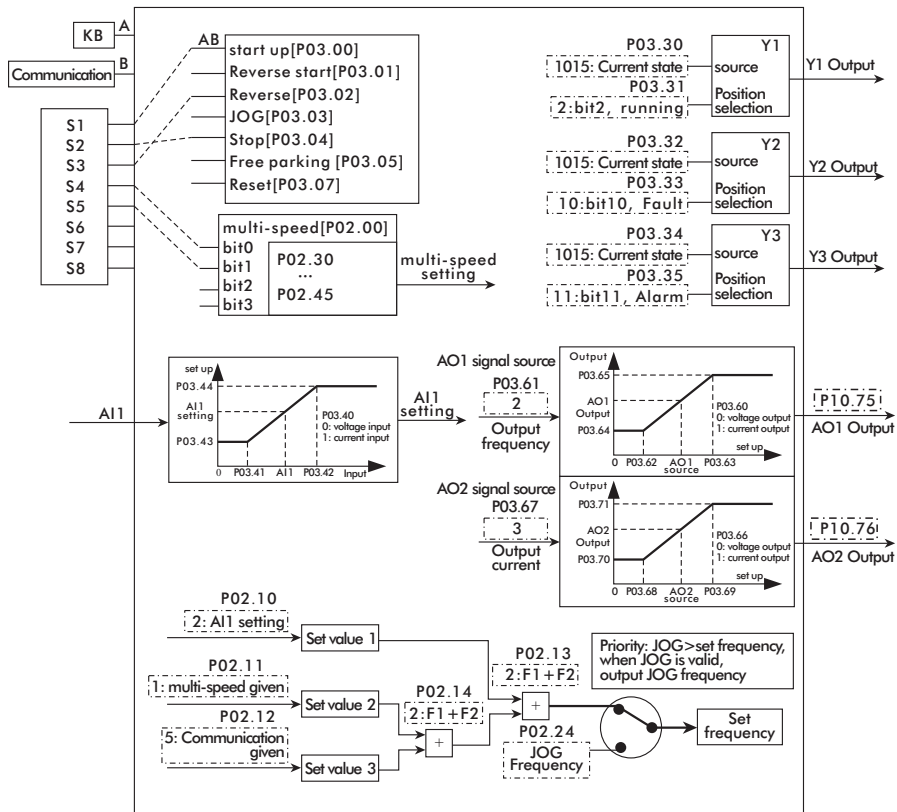 KB
A
Communication
B
S1
S2
S3
S4
S5
S6
S7
S8
AB
start up[P03.00]
Reverse start[P03.01]
Reverse[P03.02]
JOG[P03.03]
Stop[P03.04]
Free parking [P03.05]
Reset[P03.07]
multi-speed[P02.00]
bit0
bit1
bit2
bit3
P02.30
...
P02.45
multi-speed
setting
P03.30
1015: Current state
P03.31
2:bit2, running
Y1
source
Position
selection
Y1 Output
P03.32
1015: Current state
P03.33
10:bit10, Fault
Y2
source
Position
selection
Y2 Output
P03.34
1015: Current state
P03.35
11:bit11, Alarm
Y3
source
Position
selection
Y3 Output
AI1
set up
P03.44
AI1
setting
P03.43
P03.40
0: voltage input
1: current input
0
P03.41
AI1
P03.42
Input
AI1
setting
AO1 signal source
P03.61
2
Output
frequency
Output
P03.65
AO1
Output
P03.64
P03.60
0: voltage output
1: current output
set up
0
P03.62
AO1
source
P03.63
P10.75
AO1 Output
AO2 signal source
P03.67
3
Output
current
Output
P03.71
AO2
Output
P03.70
P03.66
0: voltage output
1: current output
set up
0
P03.68
AO2
source
P03.69
P10.76
AO2 Output
P02.10
2: AI1 setting
Set value 1
P02.11
1: multi-speed given
Set value 2
P02.12
5: Communication
given
Set value 3
P02.14
2:F1+F2
+
P02.13
2:F1+F2
+
P02.24
JOG
Frequency
Priority: JOG>set frequency,
when JOG is valid,
output JOG frequency
Set
frequency